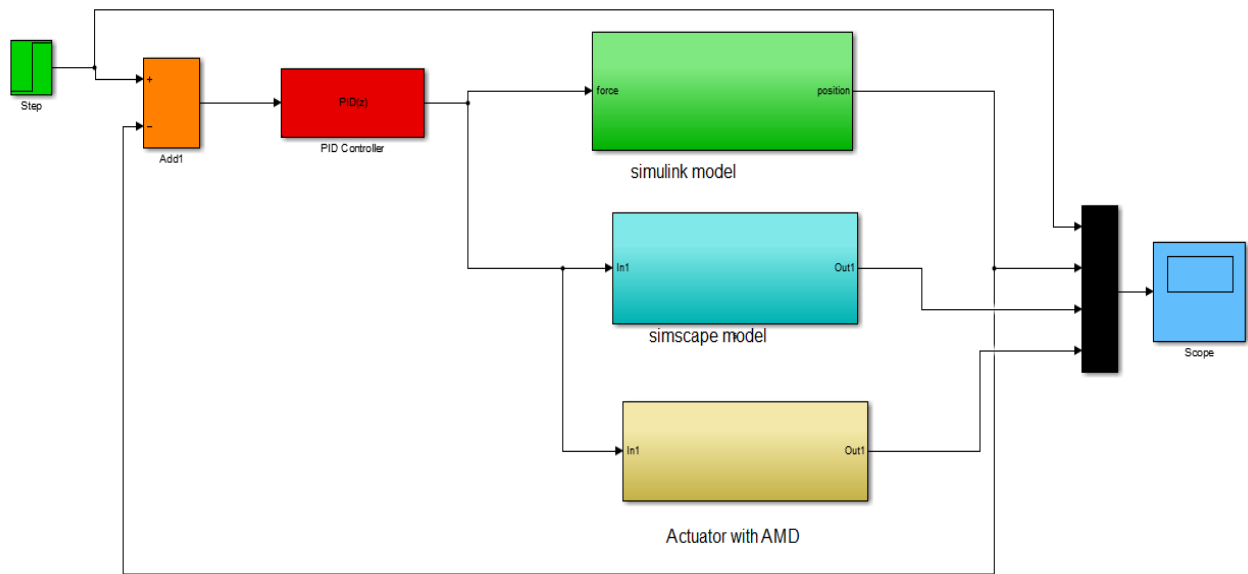 Step
+
−
Add1
PID(z)
PID Controller
force
position
simulink model
In1
Out1
simscape model
In1
Out1
Actuator with AMD
Scope